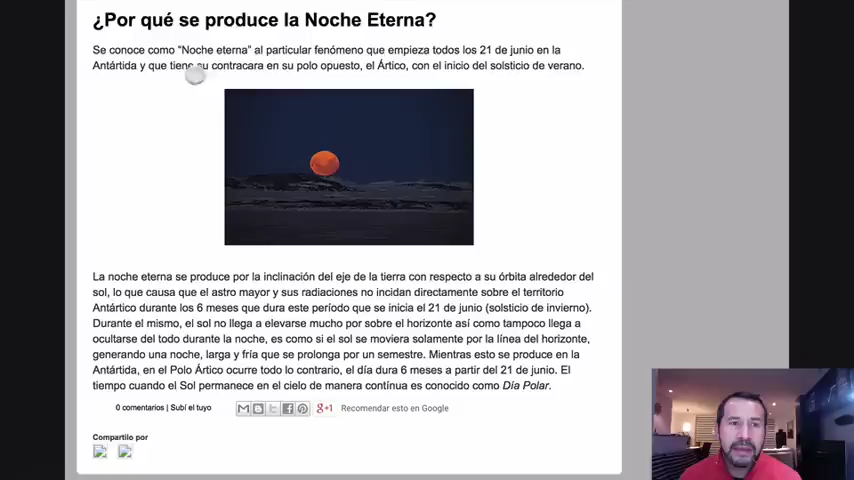 ¿Por qué se produce la Noche Eterna?
Se conoce como "Noche eterna" al particular fenómeno que empieza todos los 21 de junio en la
Antártida y que tiene su contracara en su polo opuesto, el Ártico, con el inicio del solsticio de verano.
La noche eterna se produce por la inclinación del eje de la tierra con respecto a su órbita alrededor del
sol, lo que causa que el astro mayor y sus radiaciones no incidan directamente sobre el territorio
Antártico durante los 6 meses que dura este período que se inicia el 21 de junio (solsticio de invierno).
Durante el mismo, el sol no llega a elevarse mucho por sobre el horizonte así como tampoco llega a
ocultarse del todo durante la noche, es como si el sol se moviera solamente por la línea del horizonte,
generando una noche, larga y fría que se prolonga por un semestre. Mientras esto se produce en la
Antártida, en el Polo Ártico ocurre todo lo contrario, el día dura 6 meses a partir del 21 de junio. El
tiempo cuando el Sol permanece en el cielo de manera contínua es conocido como Día Polar.
0 comentarios | Subí el tuyo g+1 Recomendar esto en Google
Compartilo por